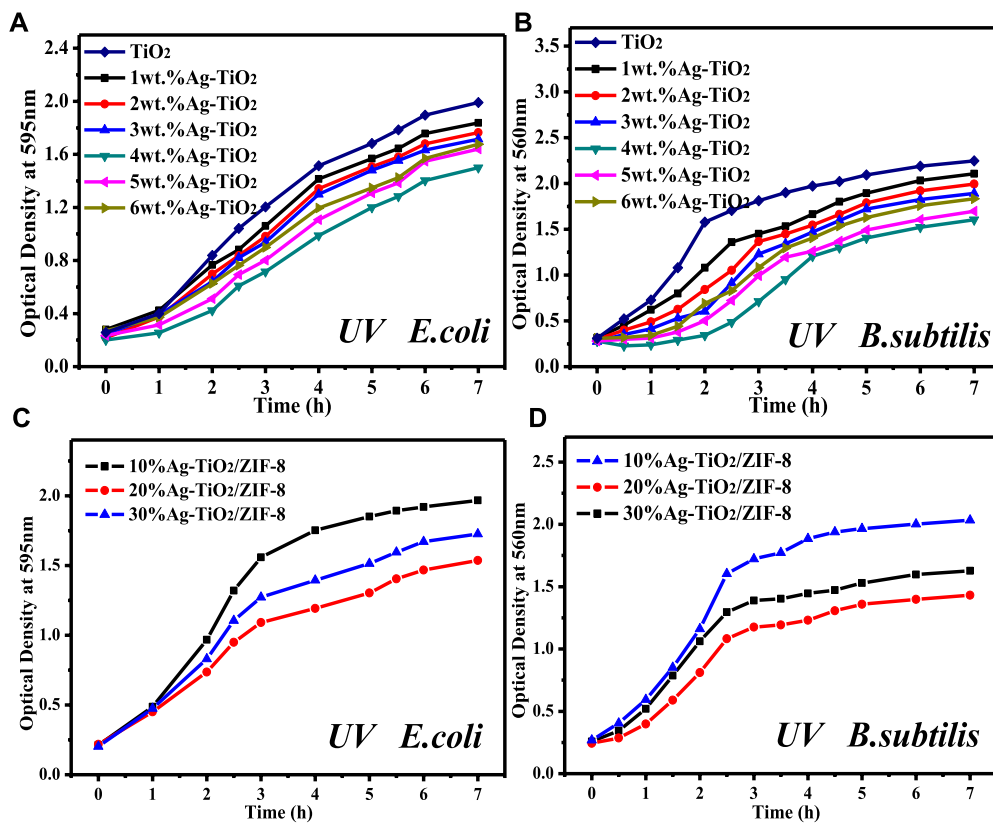 A
Optical Density at 595nm
2.4
2.0
1.6
1.2
0.8
0.4
0.0
TiO2
1wt.%Ag-TiO2
2wt.%Ag-TiO2
3wt.%Ag-TiO2
4wt.%Ag-TiO2
5wt.%Ag-TiO2
6wt.%Ag-TiO2
UV E.coli
0 1 2 3 4 5 6 7
Time (h)
B
Optical Density at 560nm
3.5
3.0
2.5
2.0
1.5
1.0
0.5
0.0
TiO2
1wt.%Ag-TiO2
2wt.%Ag-TiO2
3wt.%Ag-TiO2
4wt.%Ag-TiO2
5wt.%Ag-TiO2
6wt.%Ag-TiO2
UV B.subtilis
0 1 2 3 4 5 6 7
Time (h)
C
Optical Density at 595nm
2.0
1.5
1.0
0.5
0.0
10%Ag-TiO2/ZIF-8
20%Ag-TiO2/ZIF-8
30%Ag-TiO2/ZIF-8
UV E.coli
0 1 2 3 4 5 6 7
Time (h)
D
Optical Density at 560nm
2.5
2.0
1.5
1.0
0.5
0.0
10%Ag-TiO2/ZIF-8
20%Ag-TiO2/ZIF-8
30%Ag-TiO2/ZIF-8
UV B.subtilis
0 1 2 3 4 5 6 7
Time (h)